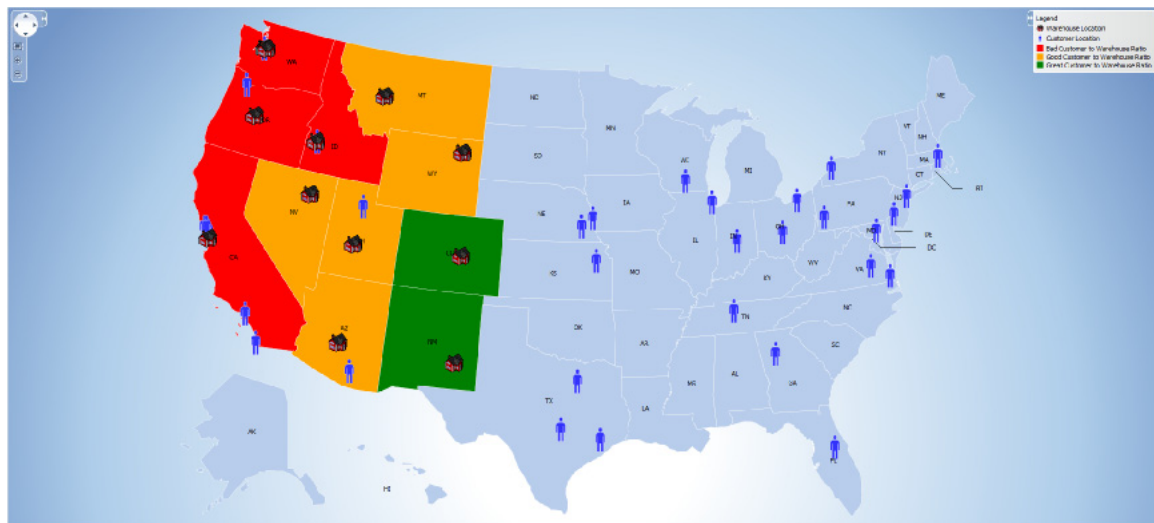 Legend
Warehouse Location
Customer Location
Bad Customer to Warehouse Ratio
Good Customer to Warehouse Ratio
Great Customer to Warehouse Ratio
WA
MT
ND
ME
MN
VT
NH
ID
SD
AC
NY
MA
WY
MI
CT
RI
NE
IA
PA
NJ
NV
IL
IN
OH
MD
DE
DC
CA
KS
MO
KY
WV
VA
AZ
NM
OK
TN
NC
AR
SC
TX
MS
AL
GA
LA
AK
FL
HI